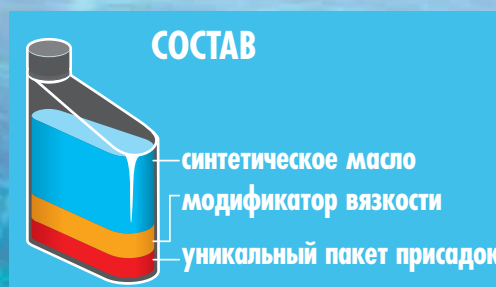 СОСТАВ
синтетическое масло
модификатор вязкости
уникальный пакет присадок